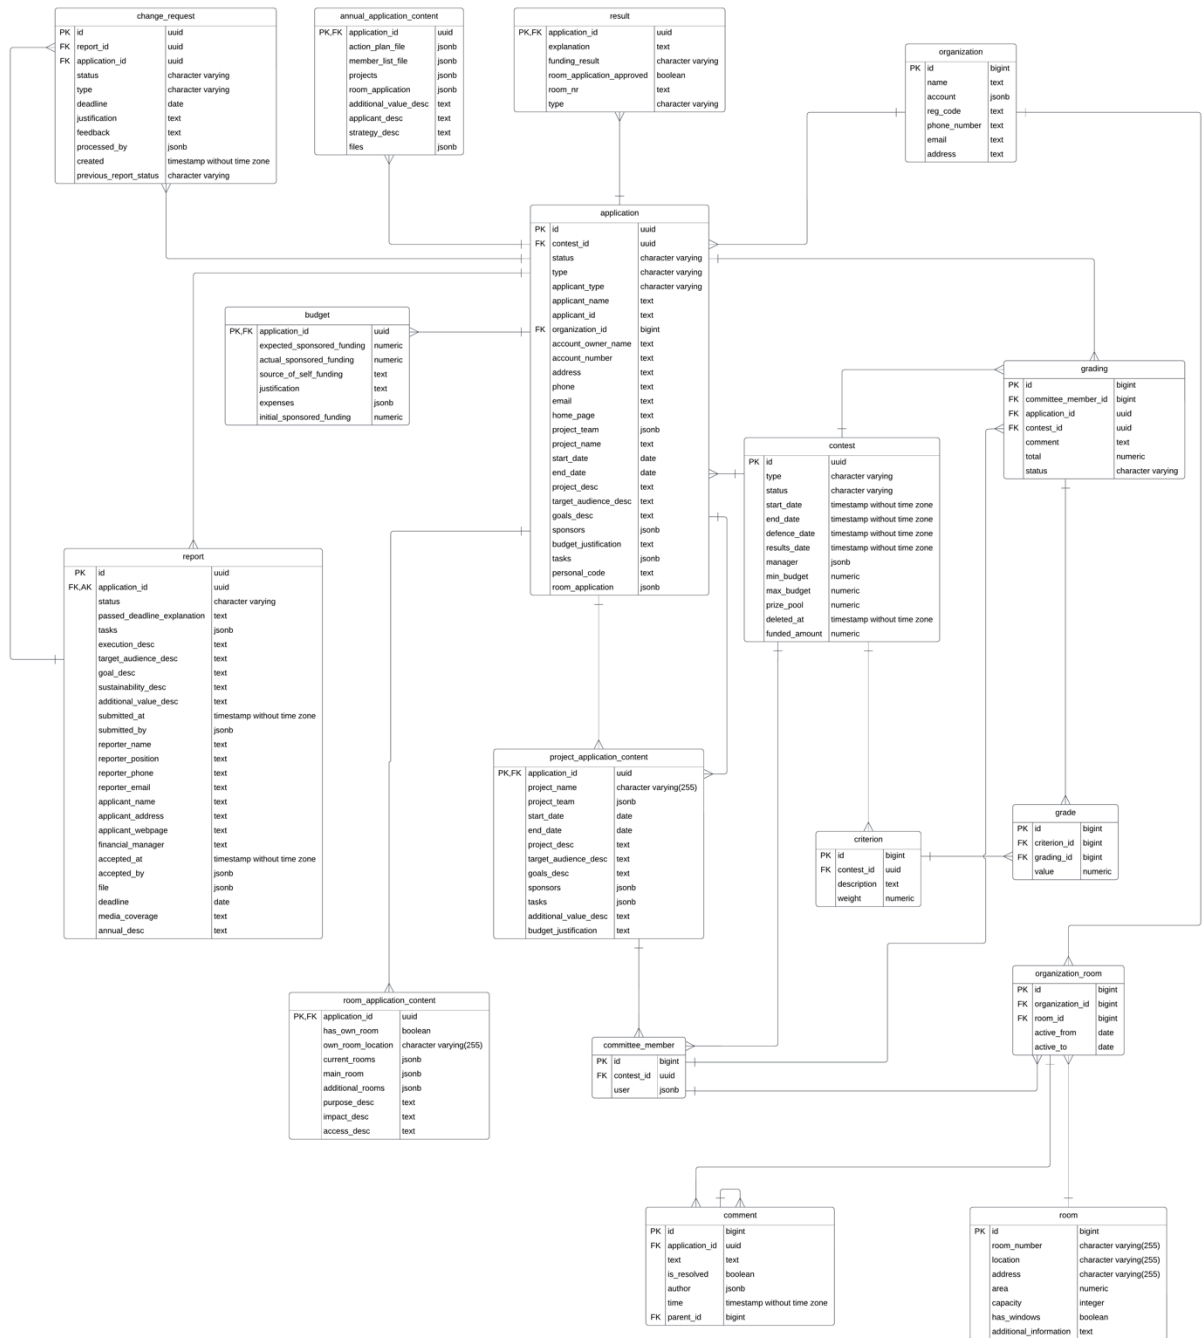 change_request
PK id uuid
FK report_id uuid
FK application_id uuid
status character varying
type character varying
deadline date
justification text
feedback text
processed_by jsonb
created timestamp without time zone
previous_report_status character varying
annual_application_content
PK,FK application_id uuid
action_plan_file jsonb
member_list_file jsonb
projects jsonb
room_application jsonb
additional_value_desc text
applicant_desc text
strategy_desc text
files jsonb
result
PK,FK application_id uuid
explanation text
funding_result character varying
room_application_approved boolean
room_nr text
type character varying
organization
PK id bigint
name text
account jsonb
reg_code text
phone_number text
email text
address text
application
PK id uuid
FK contest_id uuid
status character varying
type character varying
applicant_type character varying
applicant_name text
applicant_id text
FK organization_id bigint
account_owner_name text
account_number text
address text
phone text
email text
home_page text
project_team jsonb
project_name text
start_date date
end_date date
project_desc text
target_audience_desc text
goals_desc text
sponsors jsonb
budget_justification text
tasks jsonb
personal_code text
room_application jsonb
budget
PK,FK application_id uuid
expected_sponsored_funding numeric
actual_sponsored_funding numeric
source_of_self_funding text
justification text
expenses jsonb
initial_sponsored_funding numeric
grading
PK id bigint
FK committee_member_id bigint
FK application_id uuid
FK contest_id uuid
comment text
total numeric
status character varying
contest
PK id uuid
type character varying
status character varying
start_date timestamp without time zone
end_date timestamp without time zone
defence_date timestamp without time zone
results_date timestamp without time zone
manager jsonb
min_budget numeric
max_budget numeric
prize_pool numeric
deleted_at timestamp without time zone
funded_amount numeric
report
PK id uuid
FK,AK application_id uuid
status character varying
passed_deadline_explanation text
tasks jsonb
execution_desc text
target_audience_desc text
goal_desc text
sustainability_desc text
additional_value_desc text
submitted_at timestamp without time zone
submitted_by jsonb
reporter_name text
reporter_position text
reporter_phone text
reporter_email text
applicant_name text
applicant_address text
applicant_webpage text
financial_manager text
accepted_at timestamp without time zone
accepted_by jsonb
file jsonb
deadline date
media_coverage text
annual_desc text
project_application_content
PK,FK application_id uuid
project_name character varying(255)
project_team jsonb
start_date date
end_date date
project_desc text
target_audience_desc text
goals_desc text
sponsors jsonb
tasks jsonb
additional_value_desc text
budget_justification text
criterion
PK id bigint
FK contest_id uuid
description text
weight numeric
grade
PK id bigint
FK criterion_id bigint
FK grading_id bigint
value numeric
room_application_content
PK,FK application_id uuid
has_own_room boolean
own_room_location character varying(255)
current_rooms jsonb
main_room jsonb
additional_rooms jsonb
purpose_desc text
impact_desc text
access_desc text
committee_member
PK id bigint
FK contest_id uuid
user jsonb
organization_room
PK id bigint
FK organization_id bigint
FK room_id bigint
active_from date
active_to date
comment
PK id bigint
FK application_id uuid
text text
is_resolved boolean
author jsonb
time timestamp without time zone
FK parent_id bigint
room
PK id bigint
room_number character varying(255)
location character varying(255)
address character varying(255)
area numeric
capacity integer
has_windows boolean
additional_information text